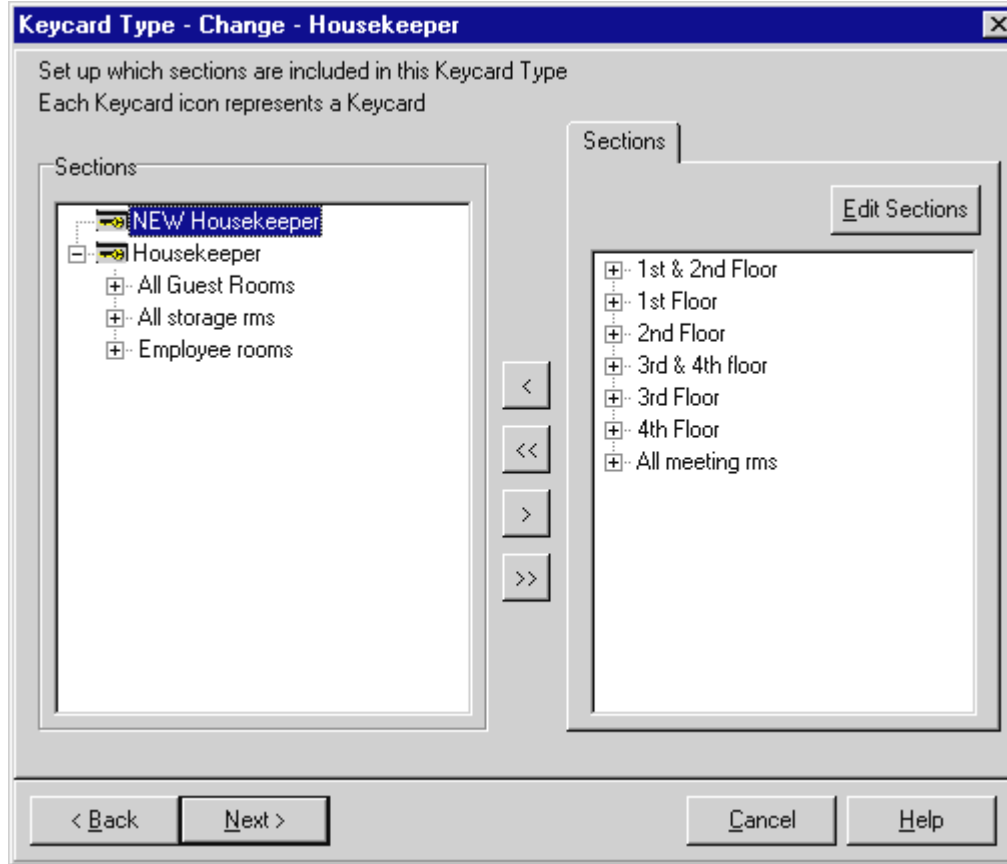 Keycard Type - Change - Housekeeper
Set up which sections are included in this Keycard Type
Each Keycard icon represents a Keycard
Sections
NEW Housekeeper
Housekeeper
All Guest Rooms
All storage rms
Employee rooms
<
<<
>
>>
Sections
Edit Sections
1st & 2nd Floor
1st Floor
2nd Floor
3rd & 4th floor
3rd Floor
4th Floor
All meeting rms
< Back
Next >
Cancel
Help